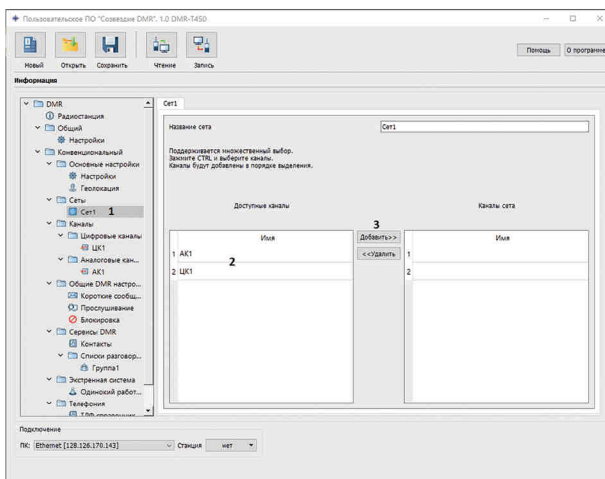 Пользовательское ПО "Созвездие DMR". 1.0 DMR-T450
Новый Открыть Сохранить Чтение Запись
Помощь О программе
Информация
DMR
Радиостанция
Общий
Настройки
Конвенциональный
Основные настройки
Настройки
Геолокация
Сеты
Сет1 1
Каналы
Цифровые каналы
ЦК1
Аналоговые кан...
АК1
Общие DMR настро...
Короткие сообщ...
Прослушивание
Блокировка
Сервисы DMR
Контакты
Списки разговор...
Группа1
Экстренная система
Одинокий работ...
Телефония
Сет1
Название сета Сет1
Поддерживается множественный выбор.
Зажмите CTRL и выберите каналы.
Каналы будут добавлены в порядке выделения.
Доступные каналы Каналы сета
3
Имя Добавить>> Имя
<<Удалить
1 АК1 1
2
2 ЦК1 2
Подключение
ПК: Ethernet [128.126.170.143] Станция нет